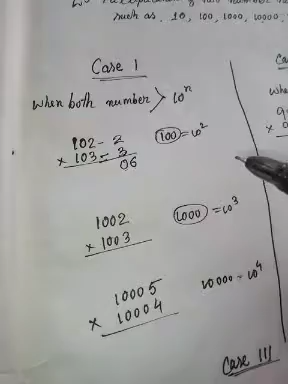 such as, 10, 100, 1000, 10000.
Case I
When both number > 10ⁿ
102 - 2 (100) = 10²
× 103 - 3
06
1002 (1000) = 10³
× 1003
10005 10000 - 10⁴
× 10004
Case III